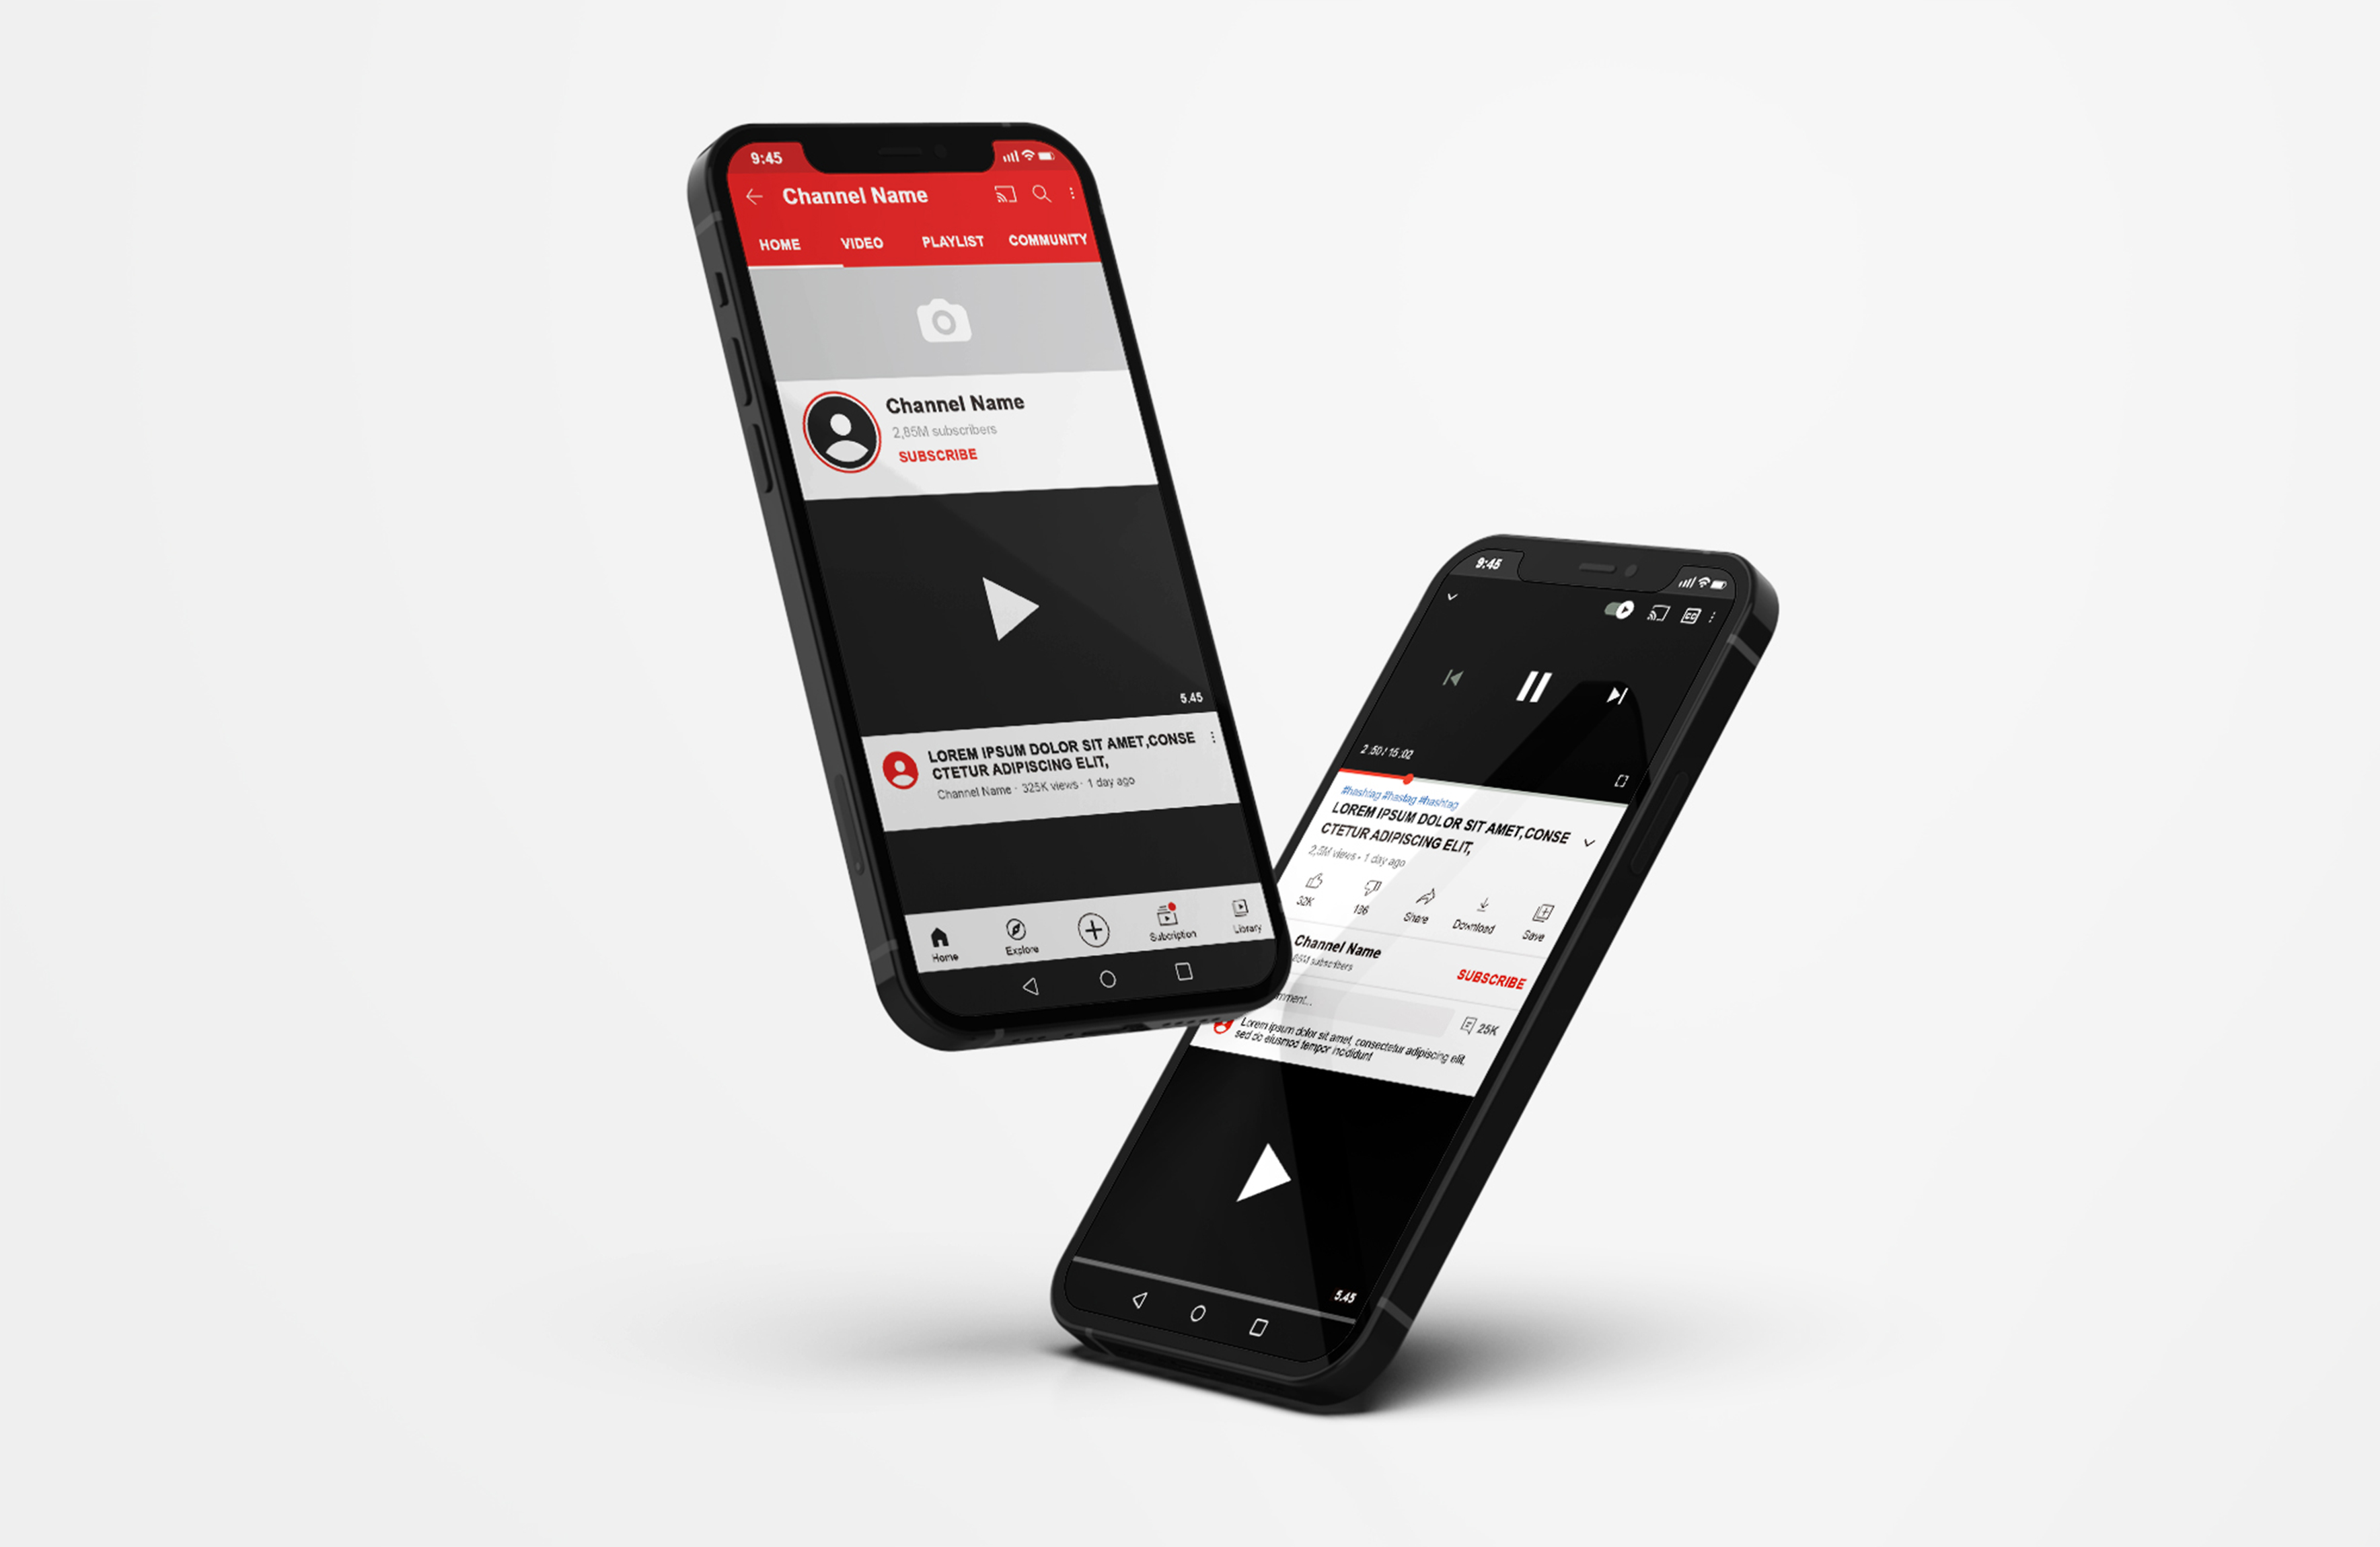 9:45
Channel Name
HOME VIDEO PLAYLIST COMMUNITY
Channel Name
2,85M subscribers
SUBSCRIBE
5.45
LOREM IPSUM DOLOR SIT AMET,CONSE
CTETUR ADIPISCING ELIT,
Channel Name · 325K views · 1 day ago
Home Explore Subcription Library
9:45
CC
2 :50 / 15 :02
#hashtag #hastag #hashtag
LOREM IPSUM DOLOR SIT AMET,CONSE
CTETUR ADIPISCING ELIT,
2,5M views • 1 day ago
32K 136 Share Download Save
Channel Name
85M subscribers
SUBSCRIBE
mment...
25K
Lorem ipsum dolor sit amet, consectetur adipiscing elit,
sed do eiusmod tempor incididunt
5.45